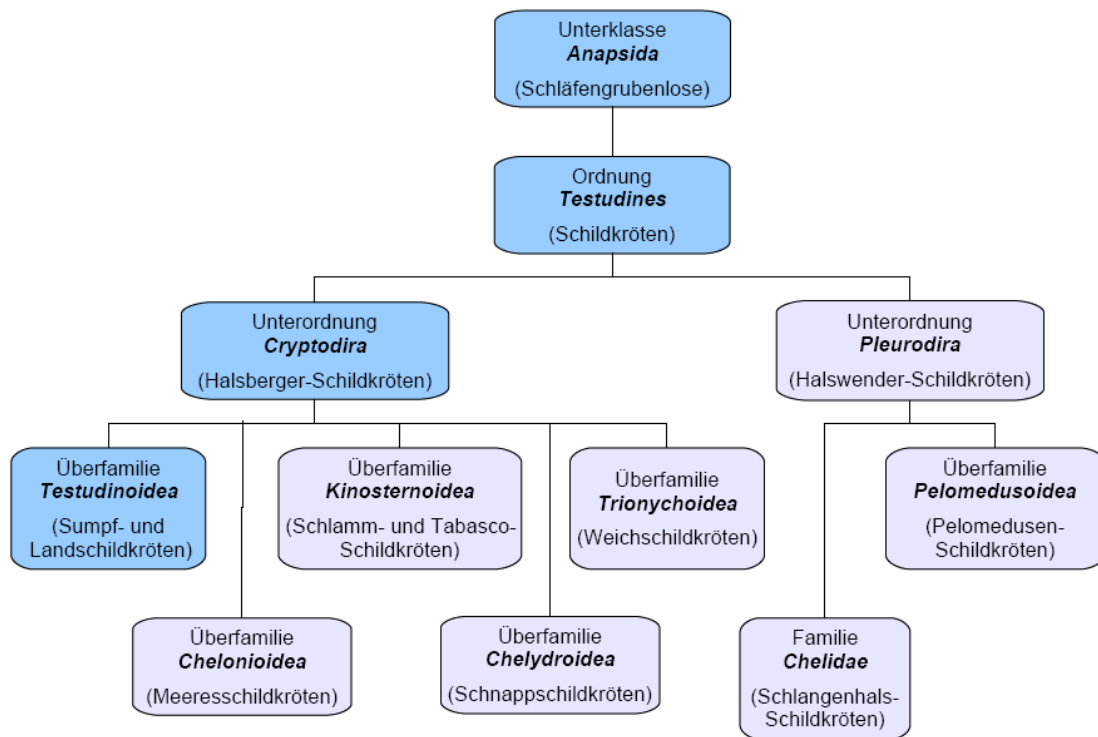 Unterklasse
Anapsida
(Schläfengrubenlose)
Ordnung
Testudines
(Schildkröten)
Unterordnung
Cryptodira
(Halsberger-Schildkröten)
Unterordnung
Pleurodira
(Halswender-Schildkröten)
Überfamilie
Testudinoidea
(Sumpf- und
Landschildkröten)
Überfamilie
Kinosternoidea
(Schlamm- und Tabasco-
Schildkröten)
Überfamilie
Trionychoidea
(Weichschildkröten)
Überfamilie
Pelomedusoidea
(Pelomedusen-
Schildkröten)
Überfamilie
Chelonioidea
(Meeresschildkröten)
Überfamilie
Chelydroidea
(Schnappschildkröten)
Familie
Chelidae
(Schlangenhals-
Schildkröten)